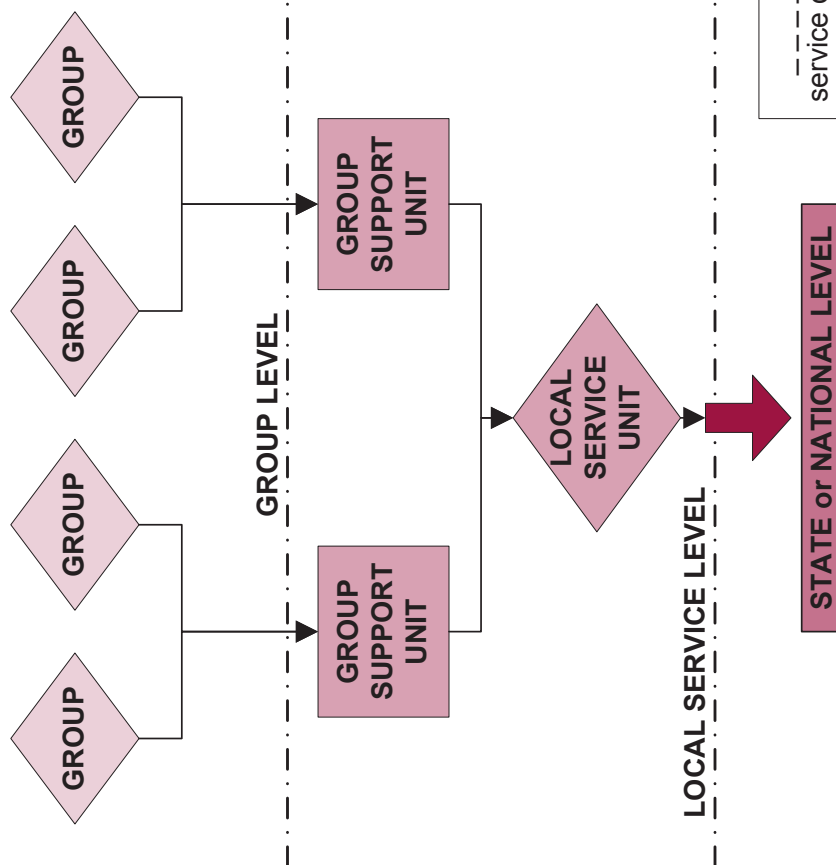 GROUP
GROUP
GROUP
GROUP
GROUP LEVEL
GROUP
SUPPORT
UNIT
GROUP
SUPPORT
UNIT
LOCAL
SERVICE
UNIT
LOCAL SERVICE LEVEL
STATE or NATIONAL LEVEL
service